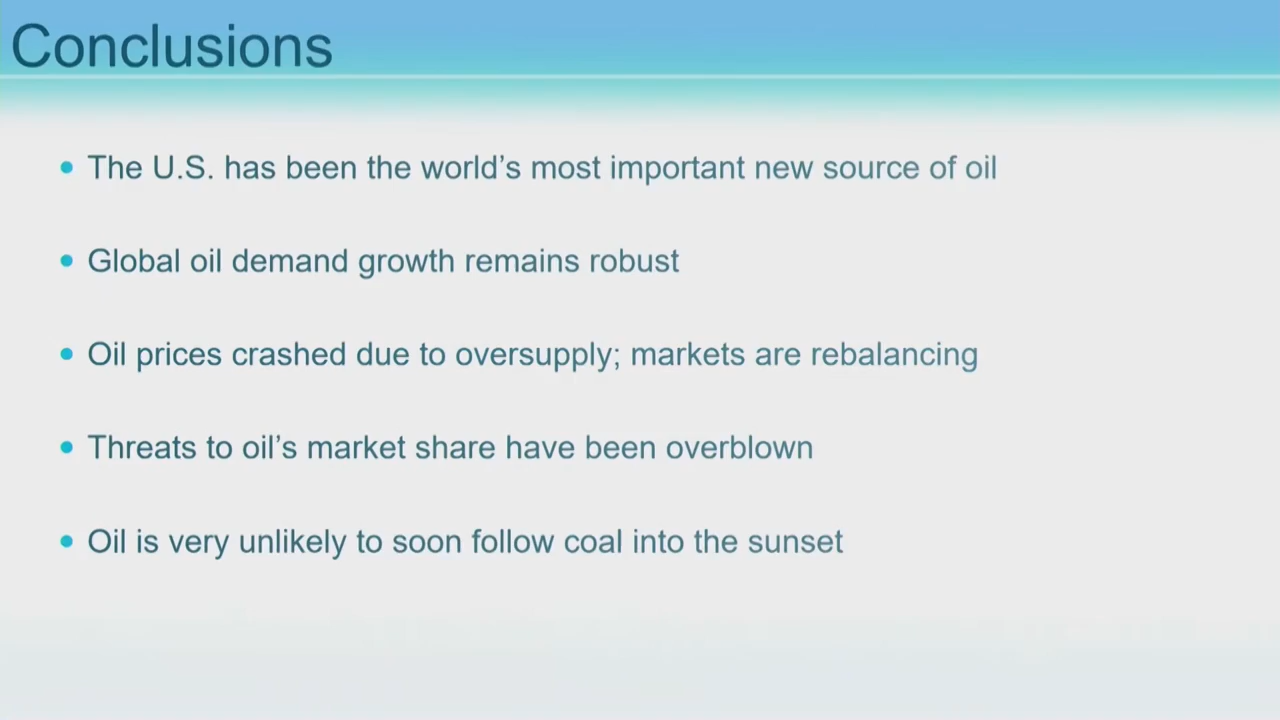 Conclusions
• The U.S. has been the world’s most important new source of oil
• Global oil demand growth remains robust
• Oil prices crashed due to oversupply; markets are rebalancing
• Threats to oil’s market share have been overblown
• Oil is very unlikely to soon follow coal into the sunset